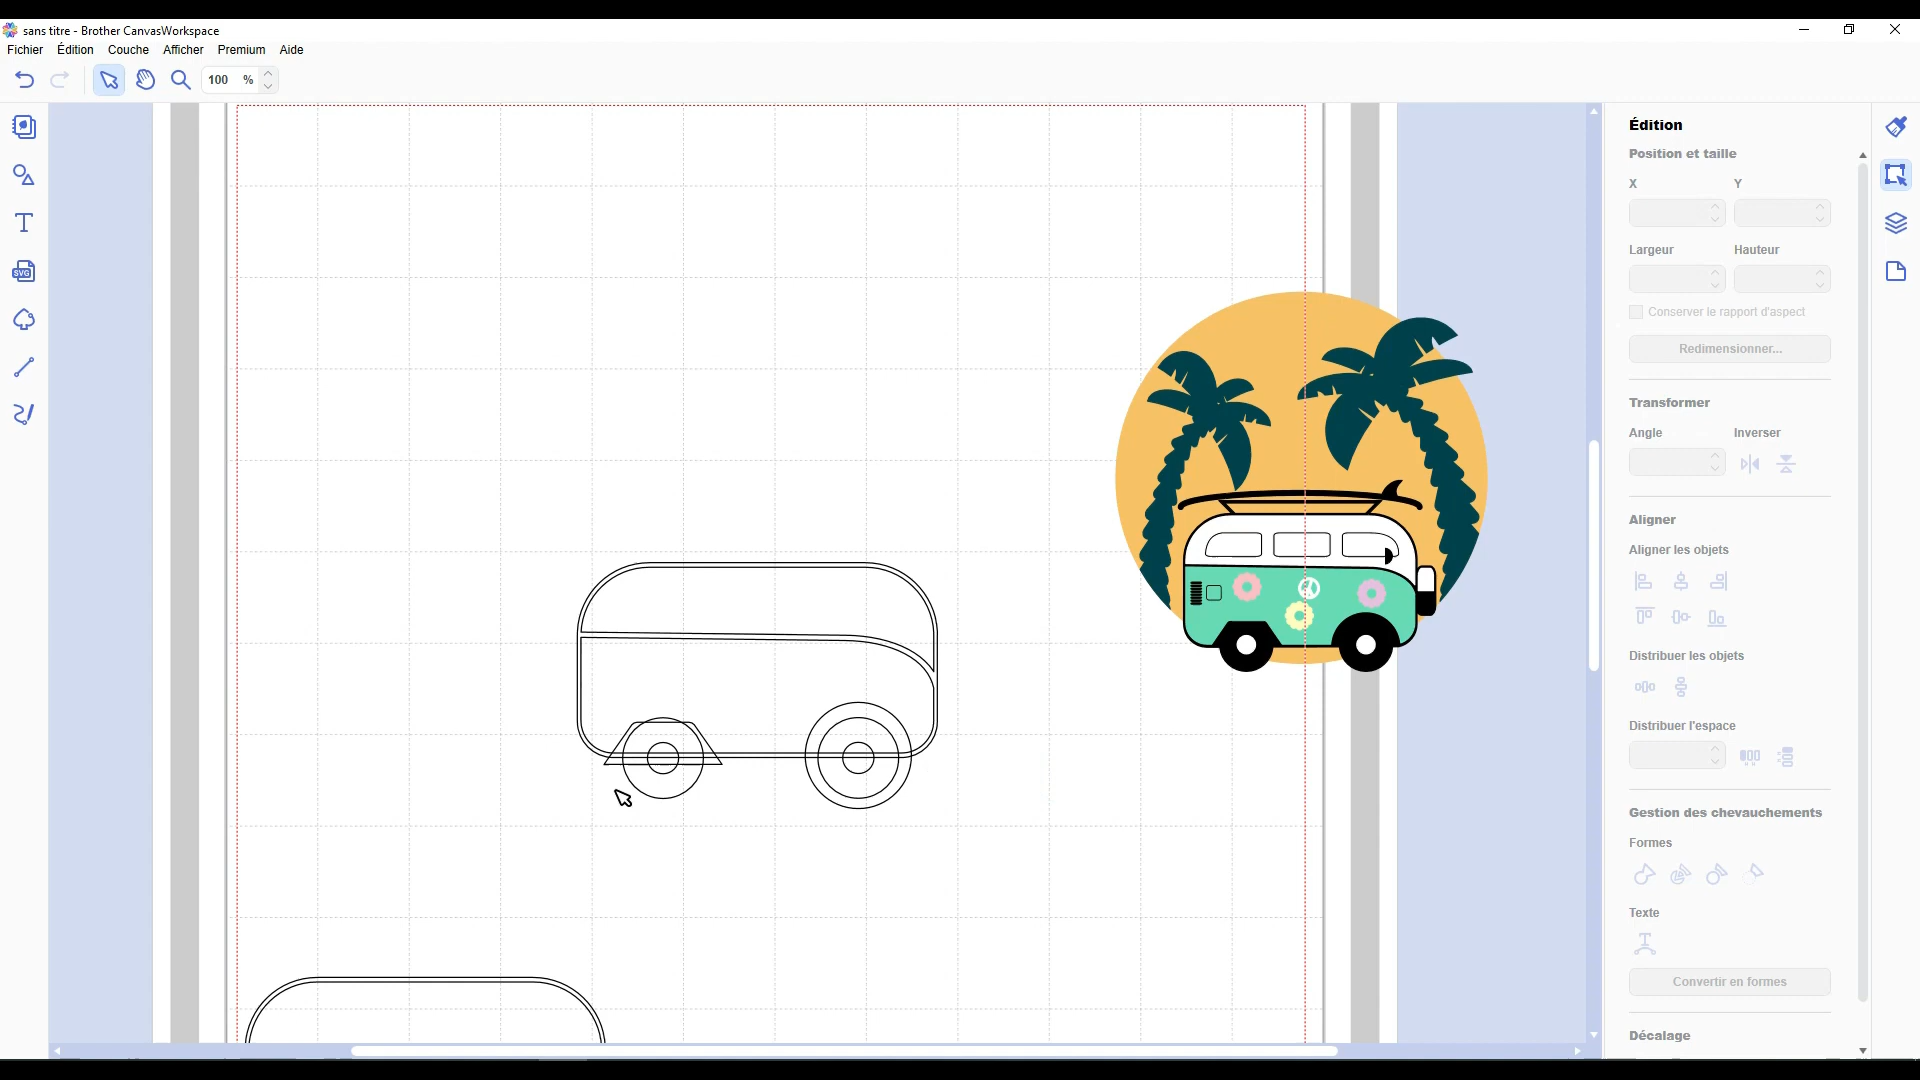 sans titre - Brother CanvasWorkspace
Fichier Édition Couche Afficher Premium Aide
100 %
SVG
Édition
Position et taille
X Y
Largeur Hauteur
Conserver le rapport d'aspect
Redimensionner...
Transformer
Angle Inverser
Aligner
Aligner les objets
Distribuer les objets
Distribuer l'espace
Gestion des chevauchements
Formes
Texte
Convertir en formes
Décalage